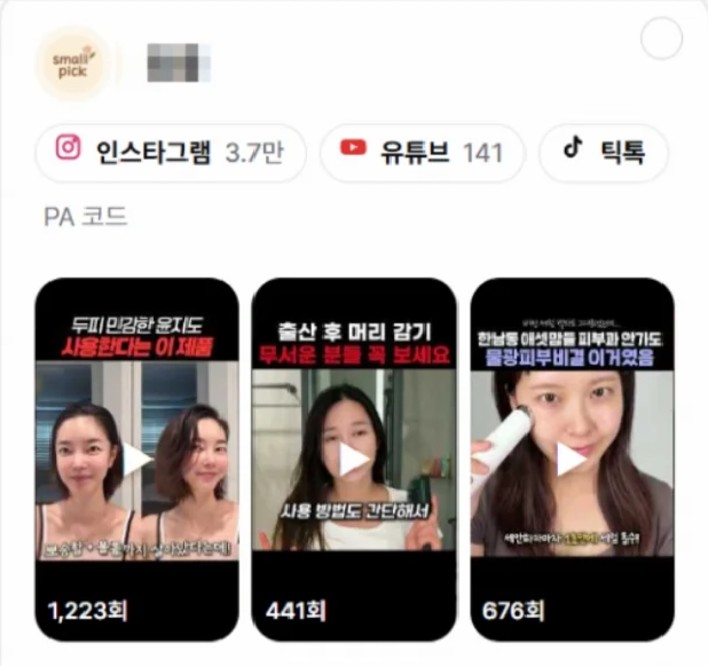 small
pick
인스타그램 3.7만
유튜브 141
틱톡
PA 코드
두피 민감한 윤지도
사용한다는 이 제품
1,223회
출산 후 머리 감기
무서운 분들 꼭 보세요
사용 방법도 간단해서
441회
한남동 애셋맘들 피부과 안가도
물광피부비결 이거였음
676회